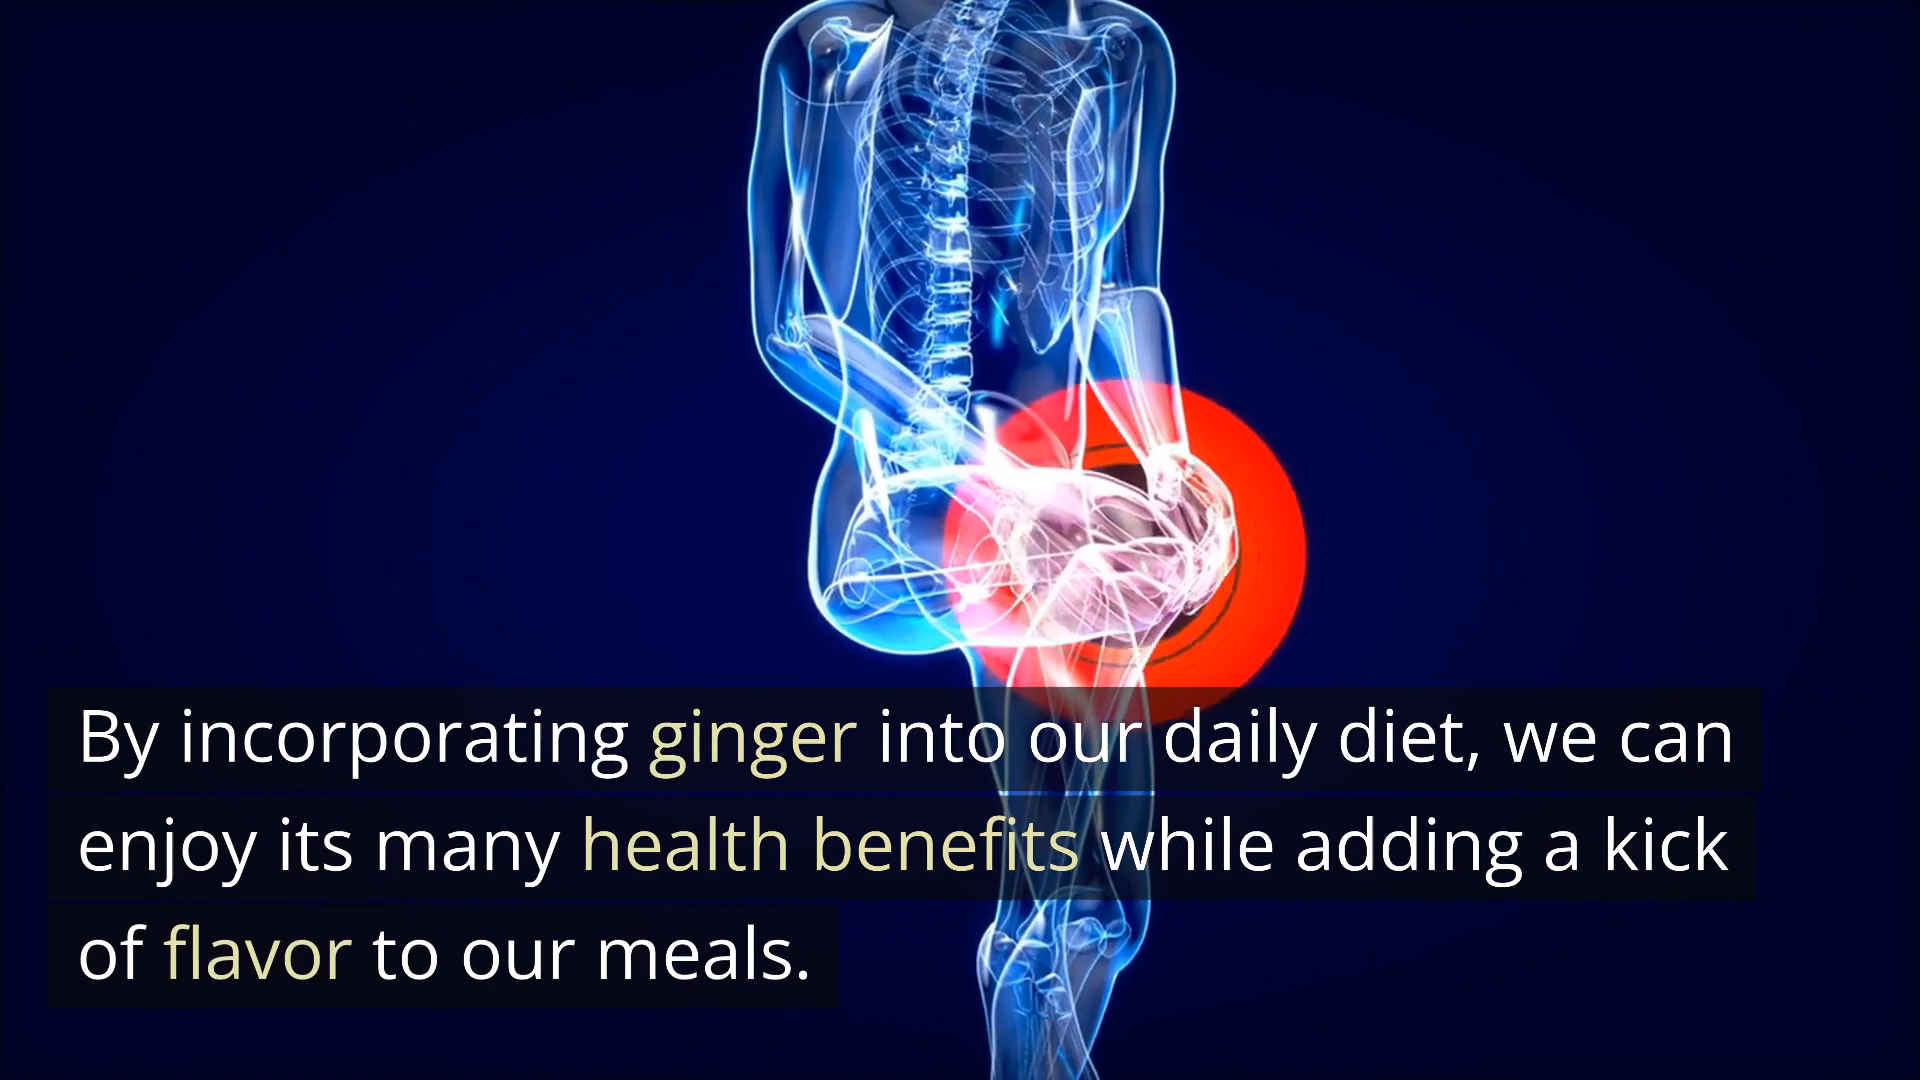 By incorporating ginger into our daily diet, we can
enjoy its many health benefits while adding a kick
of flavor to our meals.